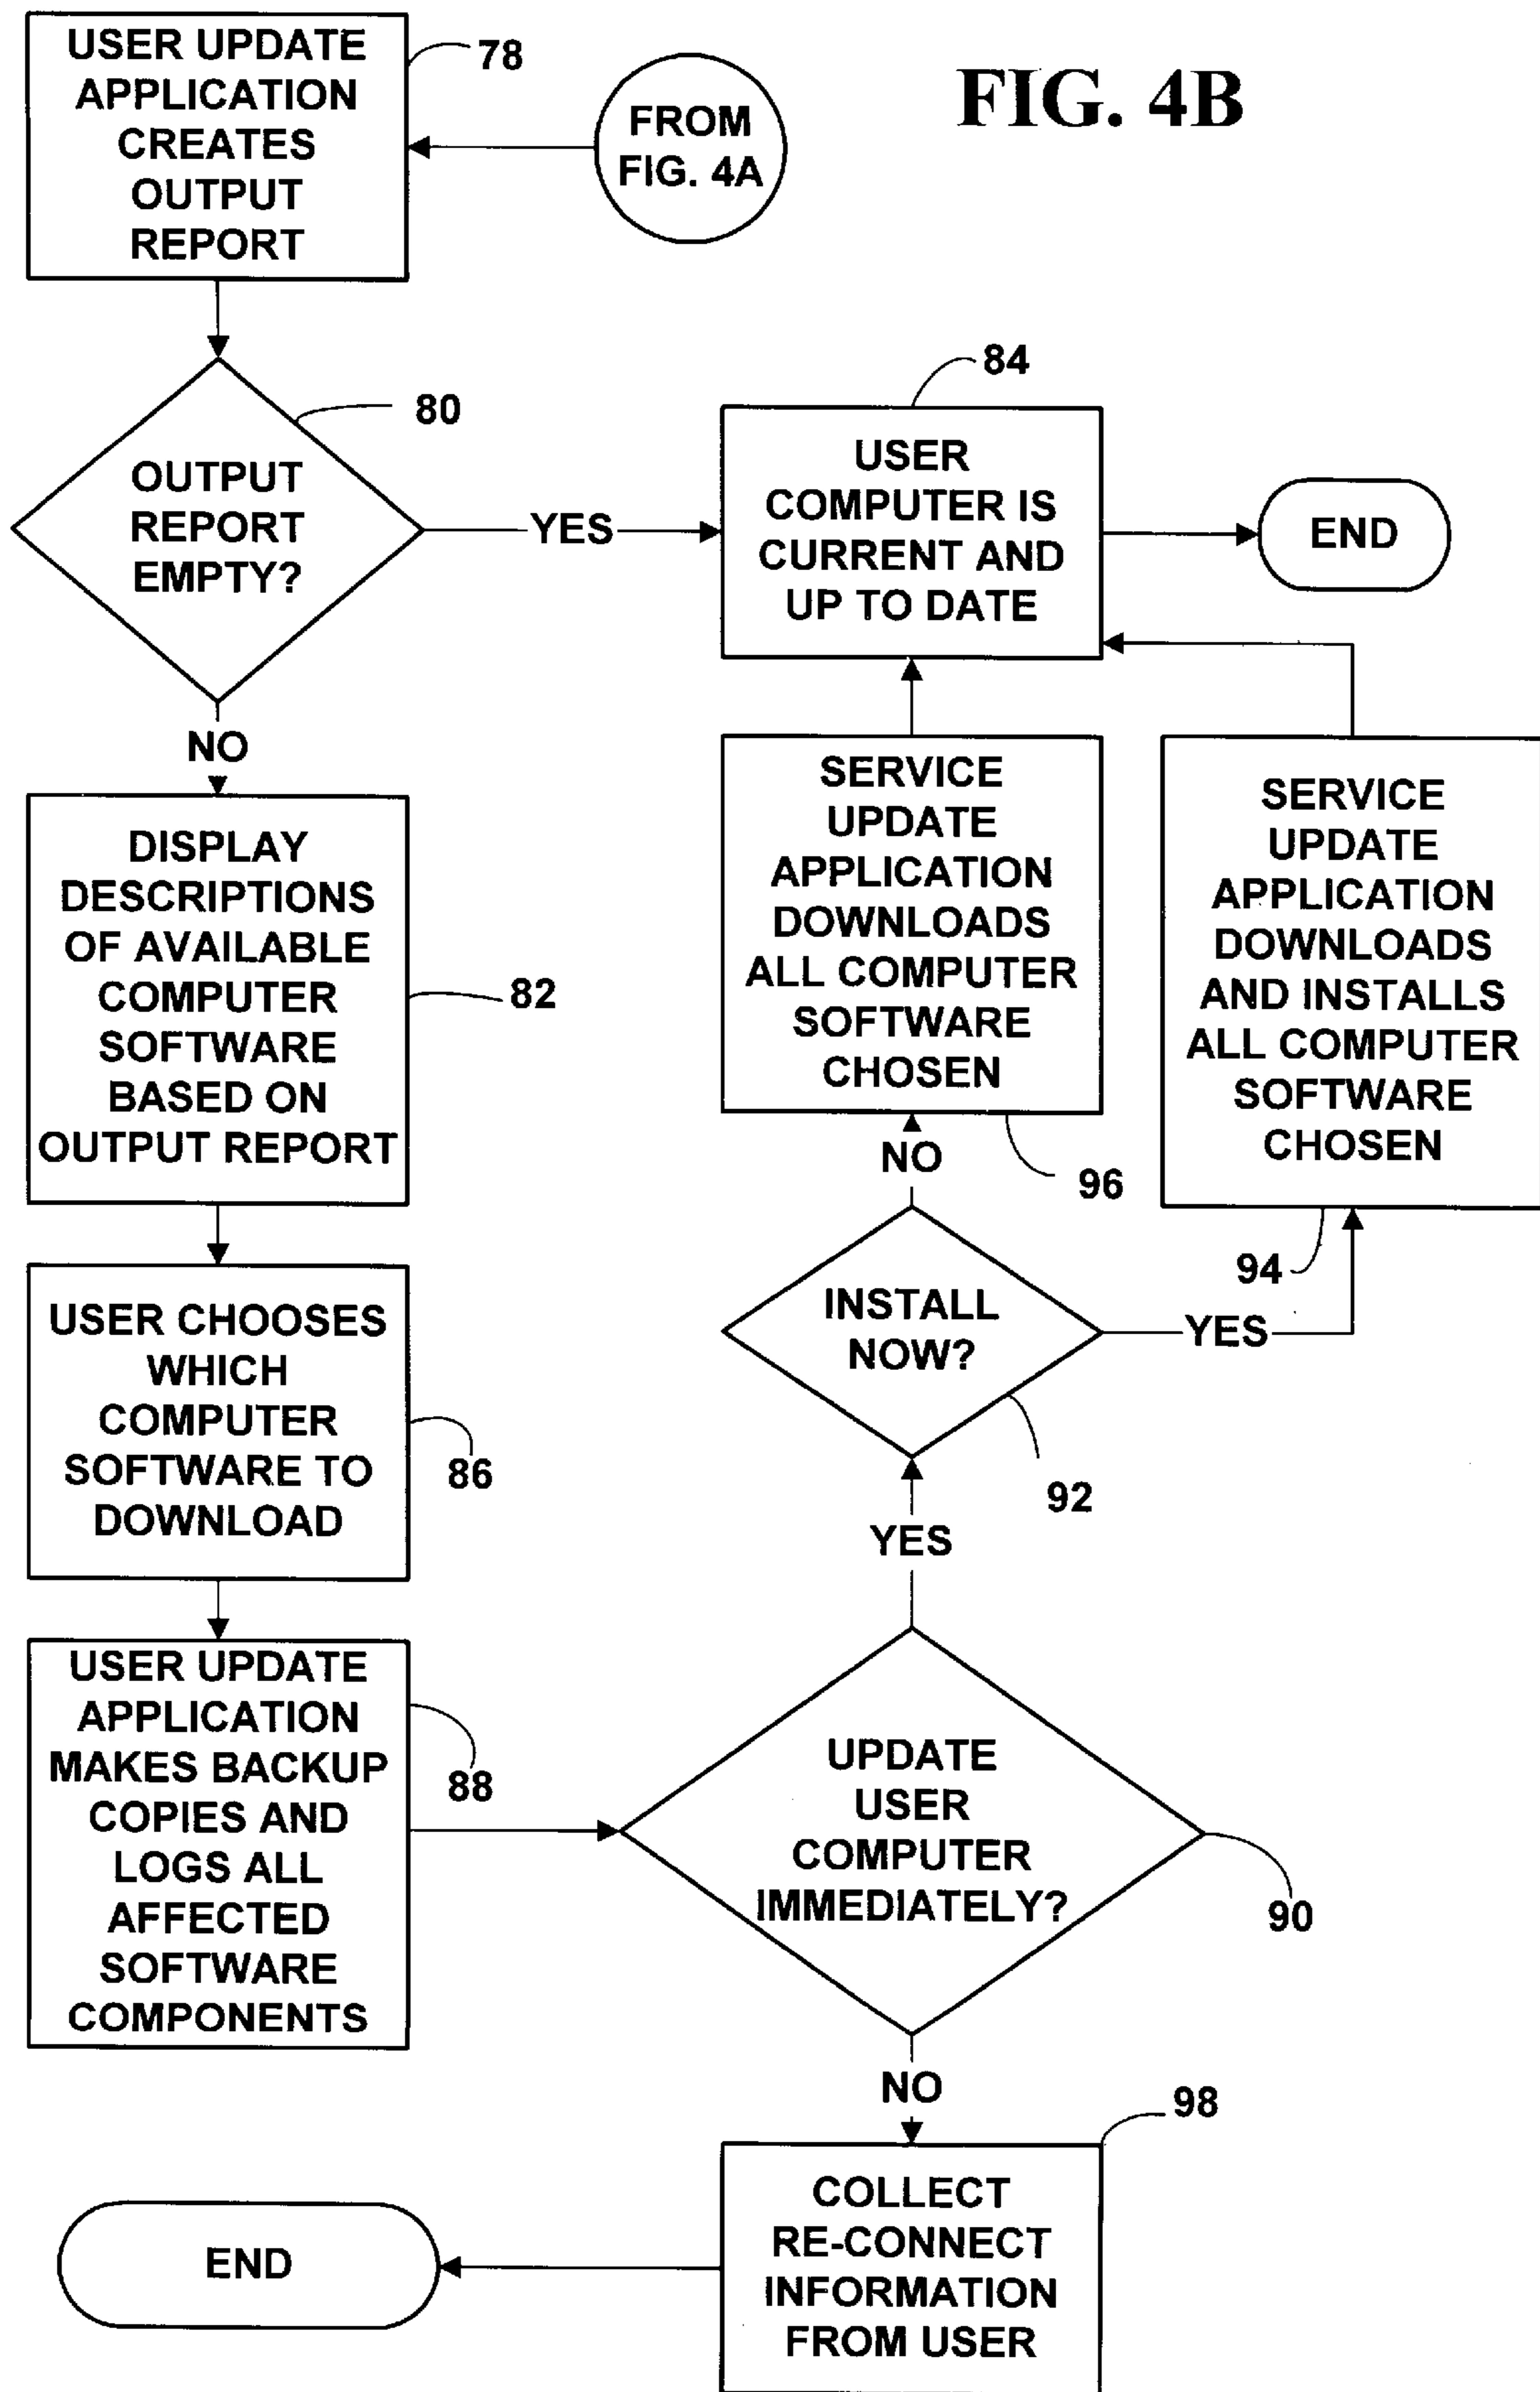 USER UPDATE
APPLICATION
CREATES
OUTPUT
REPORT
78
FROM
FIG. 4A
FIG. 4B
OUTPUT
REPORT
EMPTY?
80
YES
84
USER
COMPUTER IS
CURRENT AND
UP TO DATE
END
NO
DISPLAY
DESCRIPTIONS
OF AVAILABLE
COMPUTER
SOFTWARE
BASED ON
OUTPUT REPORT
82
SERVICE
UPDATE
APPLICATION
DOWNLOADS
ALL COMPUTER
SOFTWARE
CHOSEN
96
SERVICE
UPDATE
APPLICATION
DOWNLOADS
AND INSTALLS
ALL COMPUTER
SOFTWARE
CHOSEN
94
NO
INSTALL
NOW?
YES
92
USER CHOOSES
WHICH
COMPUTER
SOFTWARE TO
DOWNLOAD
86
YES
USER UPDATE
APPLICATION
MAKES BACKUP
COPIES AND
LOGS ALL
AFFECTED
SOFTWARE
COMPONENTS
88
UPDATE
USER
COMPUTER
IMMEDIATELY?
90
NO
98
COLLECT
RE-CONNECT
INFORMATION
FROM USER
END